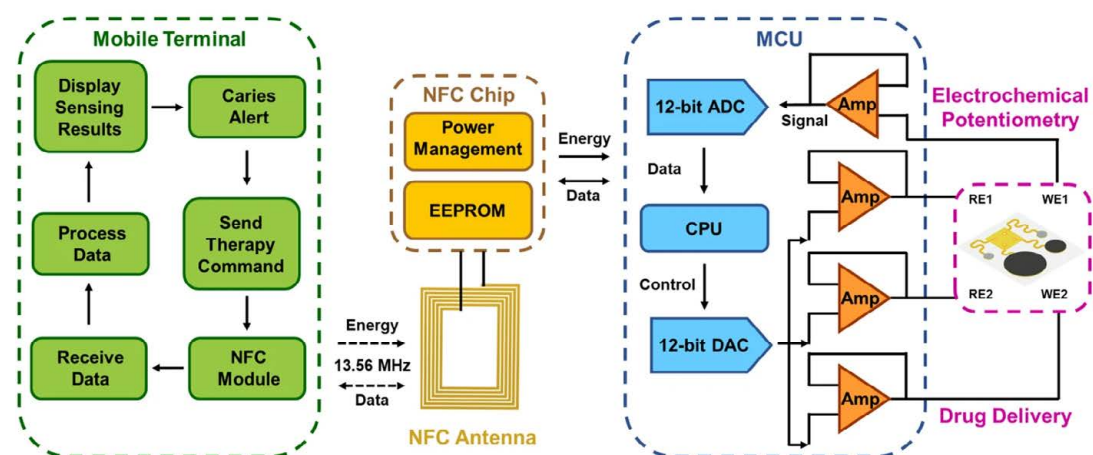 Mobile Terminal
Display
Sensing
Results
Caries
Alert
Process
Data
Send
Therapy
Command
Receive
Data
NFC
Module
Energy
13.56 MHz
Data
NFC Chip
Power
Management
EEPROM
NFC Antenna
Energy
Data
MCU
12-bit ADC
Signal
Amp
Data
CPU
Control
12-bit DAC
Amp
Amp
Amp
Electrochemical
Potentiometry
RE1
WE1
RE2
WE2
Drug Delivery